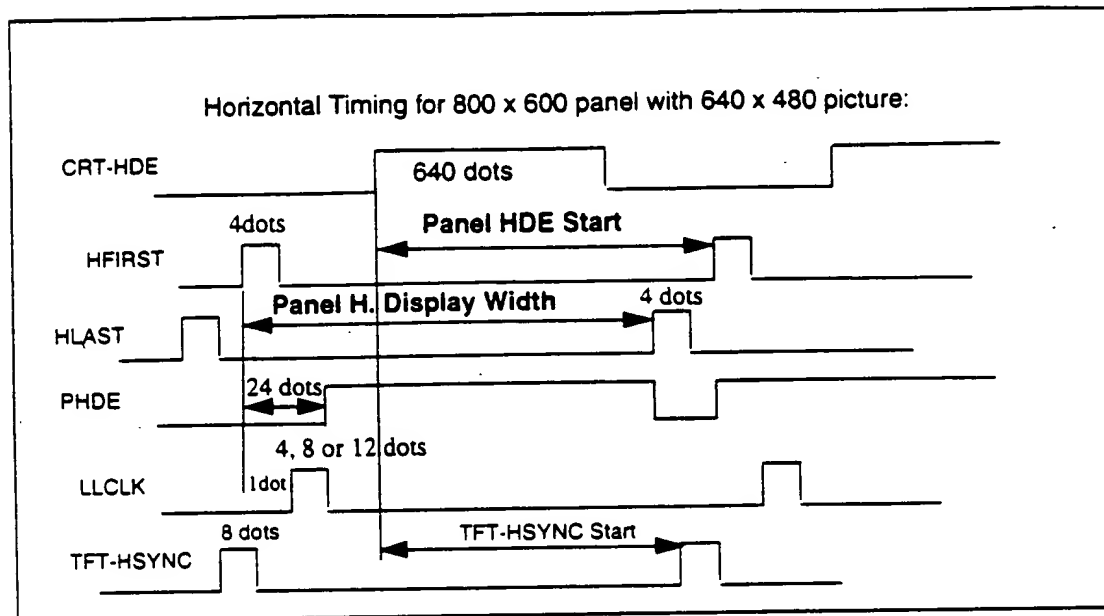 Horizontal Timing for 800 x 600 panel with 640 x 480 picture:
CRT-HDE
640 dots
4dots
Panel HDE Start
HFIRST
Panel H. Display Width
4 dots
HLAST
24 dots
PHDE
4, 8 or 12 dots
LLCLK
1dot
8 dots
TFT-HSYNC Start
TFT-HSYNC